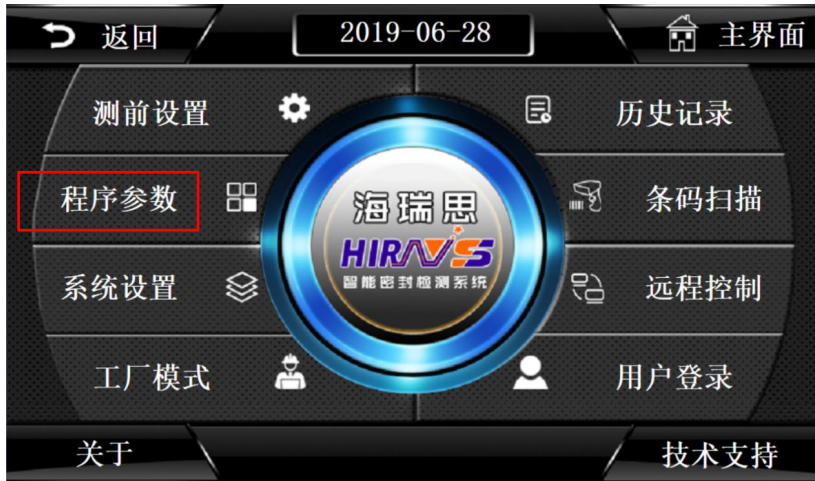 返回
2019-06-28
主界面
测前设置
历史记录
程序参数
条码扫描
海瑞思
HIRAYS
智能密封检测系统
系统设置
远程控制
工厂模式
用户登录
关于
技术支持